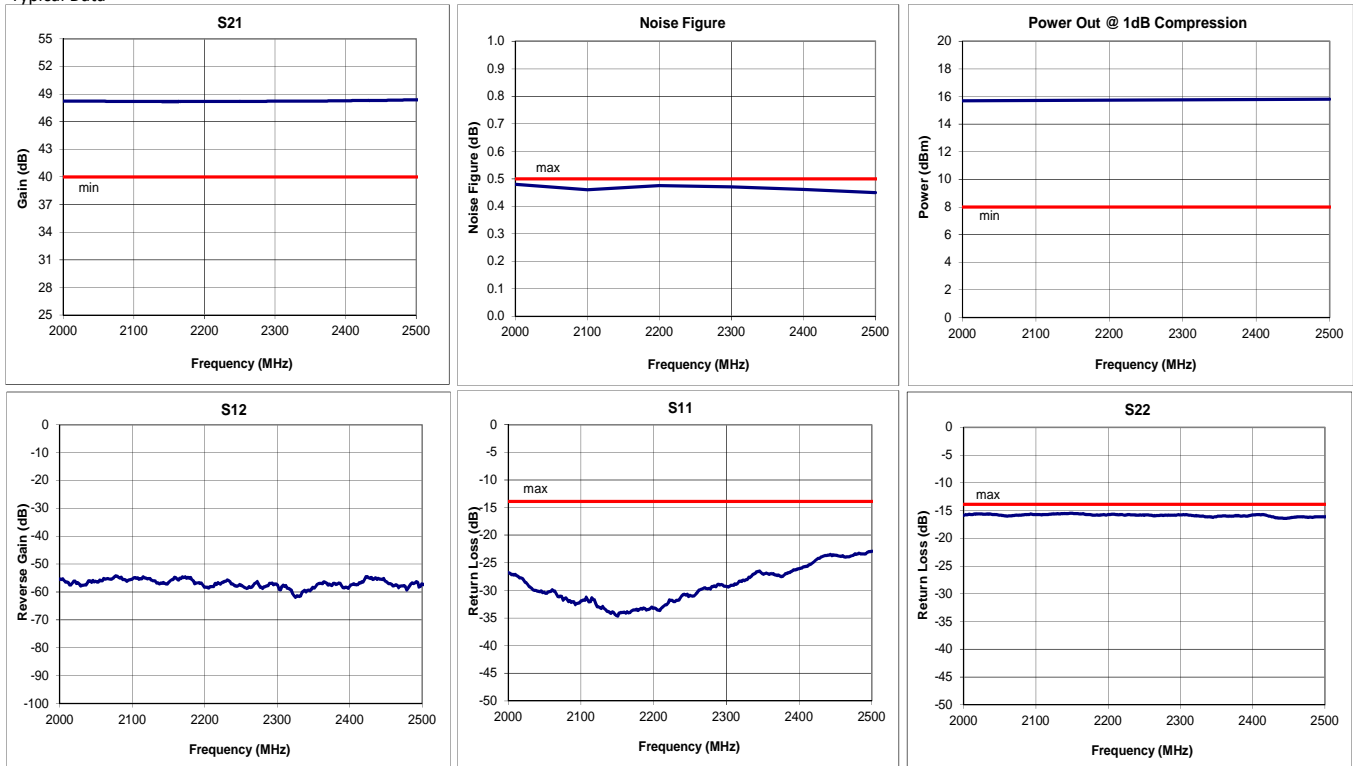 Typical Data
S21
Gain (dB)
55
52
49
46
43
40
37
34
31
28
25
min
2000 2100 2200 2300 2400 2500
Frequency (MHz)
Noise Figure
Noise Figure (dB)
1.0
0.9
0.8
0.7
0.6
0.5
0.4
0.3
0.2
0.1
0.0
max
2000 2100 2200 2300 2400 2500
Frequency (MHz)
Power Out @ 1dB Compression
Power (dBm)
20
18
16
14
12
10
8
6
4
2
0
min
2000 2100 2200 2300 2400 2500
Frequency (MHz)
S12
Reverse Gain (dB)
0
-10
-20
-30
-40
-50
-60
-70
-80
-90
-100
2000 2100 2200 2300 2400 2500
Frequency (MHz)
S11
Return Loss (dB)
0
-5
-10
-15
-20
-25
-30
-35
-40
-45
-50
max
2000 2100 2200 2300 2400 2500
Frequency (MHz)
S22
Return Loss (dB)
0
-5
-10
-15
-20
-25
-30
-35
-40
-45
-50
max
2000 2100 2200 2300 2400 2500
Frequency (MHz)